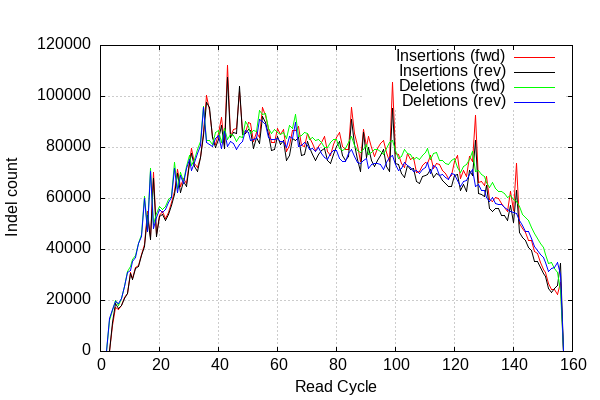 120000
Insertions (fwd)
Insertions (rev)
Deletions (fwd)
Deletions (rev)
100000
80000
60000
40000
20000
0
Indel count
0 20 40 60 80 100 120 140 160
Read Cycle